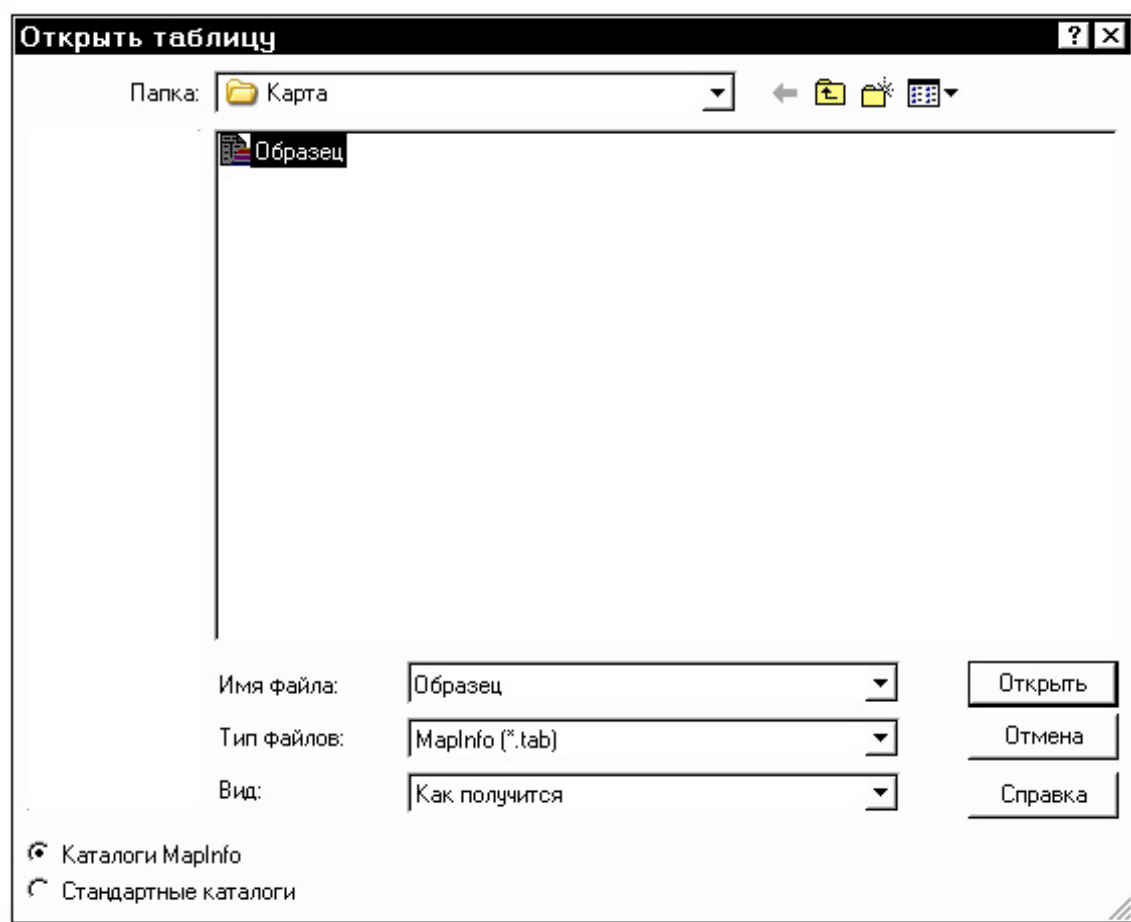 Открыть таблицу
Папка: Карта
Образец
Имя файла: Образец Открыть
Тип файлов: MapInfo (*.tab) Отмена
Вид: Как получится Справка
Каталоги MapInfo
Стандартные каталоги